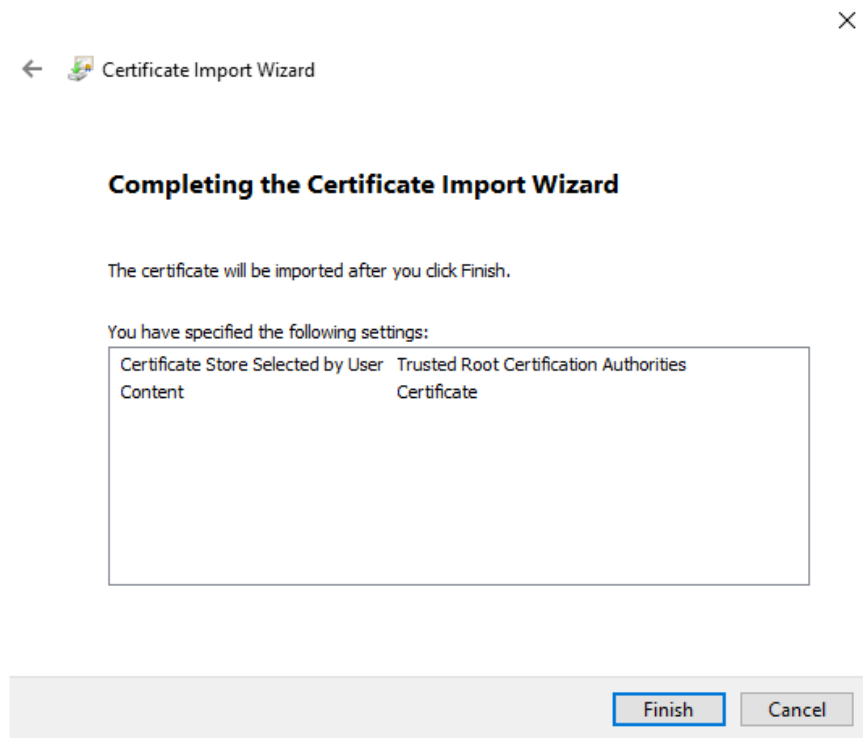 Certificate Import Wizard
Completing the Certificate Import Wizard
The certificate will be imported after you click Finish.
You have specified the following settings:
Certificate Store Selected by User Trusted Root Certification Authorities
Content Certificate
Finish Cancel